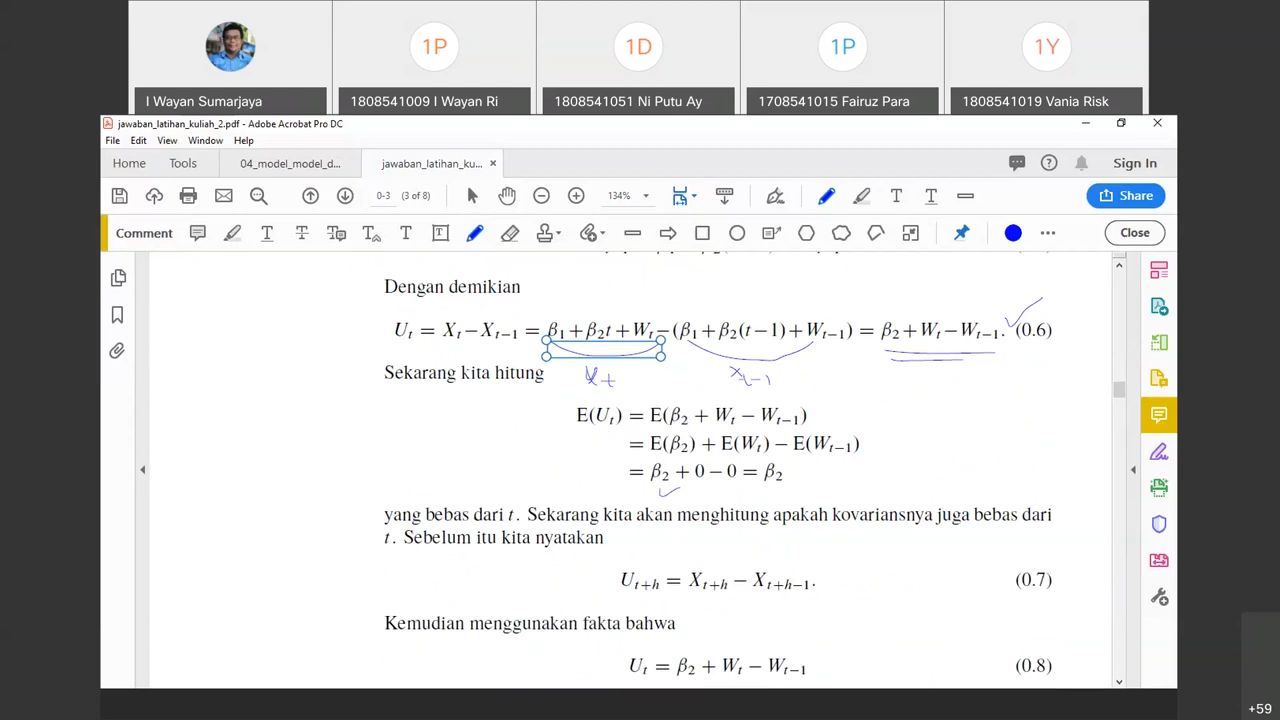 1P
1D
1P
1Y
I Wayan Sumarjaya
1808541009 I Wayan Ri
1808541051 Ni Putu Ay
1708541015 Fairuz Para
1808541019 Vania Risk
jawaban_latihan_kuliah_2.pdf - Adobe Acrobat Pro DC
File Edit View Window Help
Home Tools 04_model_model_d... jawaban_latihan_ku... × Sign In
0-3 (3 of 8) 134% Share
Comment Close
Dengan demikian
U_t = X_t − X_{t−1} = β_1 + β_2 t + W_t − (β_1 + β_2(t−1) + W_{t−1}) = β_2 + W_t − W_{t−1}. (0.6)
X_t X_{t−1}
Sekarang kita hitung
E(U_t) = E(β_2 + W_t − W_{t−1})
= E(β_2) + E(W_t) − E(W_{t−1})
= β_2 + 0 − 0 = β_2
yang bebas dari t. Sekarang kita akan menghitung apakah kovariansnya juga bebas dari
t. Sebelum itu kita nyatakan
U_{t+h} = X_{t+h} − X_{t+h−1}. (0.7)
Kemudian menggunakan fakta bahwa
U_t = β_2 + W_t − W_{t−1} (0.8)
+59